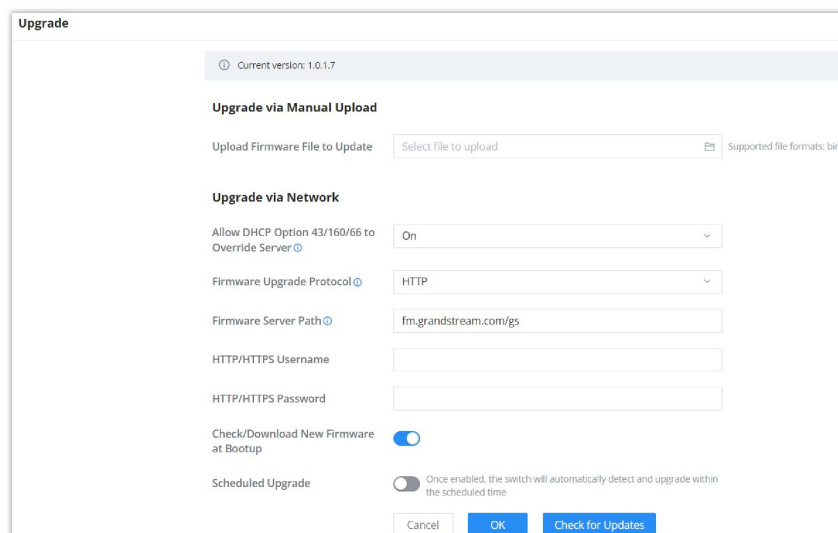 Upgrade
Current version: 1.0.1.7
Upgrade via Manual Upload
Upload Firmware File to Update
Select file to upload
Supported file formats: bin
Upgrade via Network
Allow DHCP Option 43/160/66 to
Override Server
On
Firmware Upgrade Protocol
HTTP
Firmware Server Path
fm.grandstream.com/gs
HTTP/HTTPS Username
HTTP/HTTPS Password
Check/Download New Firmware
at Bootup
Scheduled Upgrade
Once enabled, the switch will automatically detect and upgrade within
the scheduled time
Cancel
OK
Check for Updates